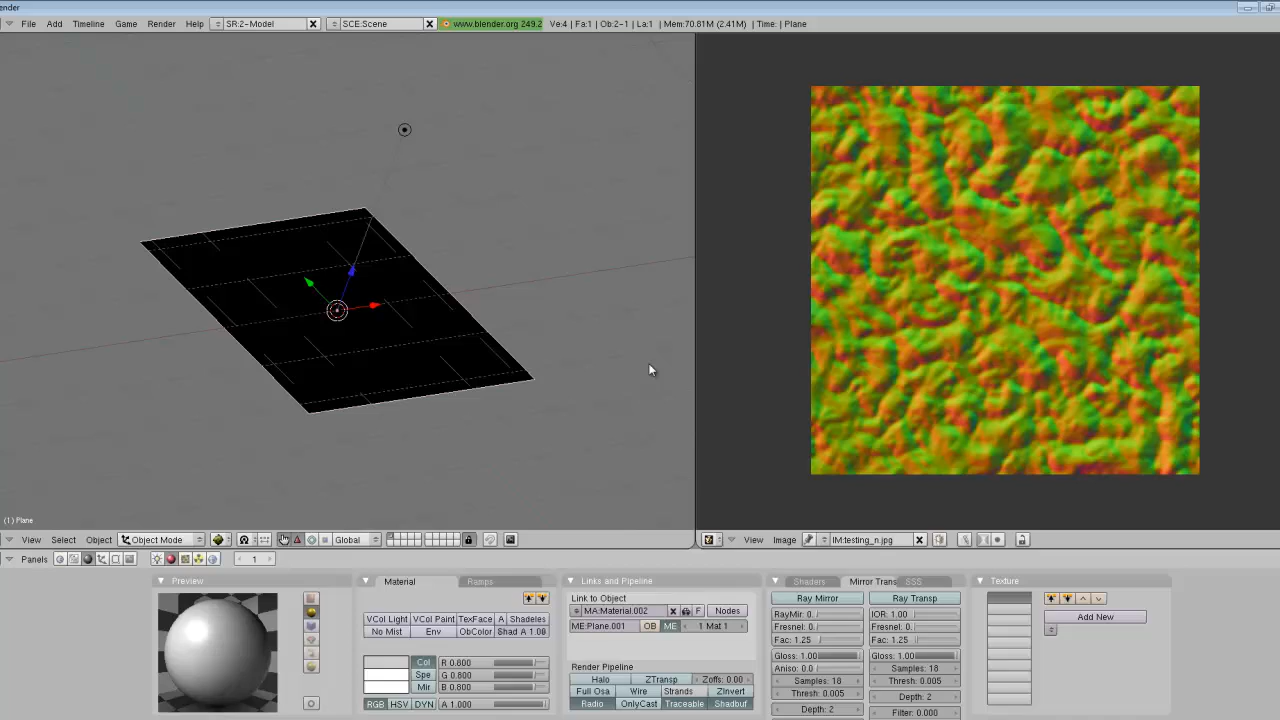 ender
File Add Timeline Game Render Help SR:2-Model SCE:Scene www.blender.org 249.2 Ve:4 | Fa:1 | Ob:2-1 | La:1 | Mem:70.81M (2.41M) | Time: | Plane
(1) Plane
View Select Object Object Mode Global
View Image IM:testing_n.jpg
Panels 1
Preview
Material Ramps
VCol Light VCol Paint TexFace A Shadeles
No Mist Env ObColor Shad A 1.00
Col R 0.800
Spe G 0.800
Mir B 0.800
RGB HSV DYN A 1.000
Links and Pipeline
Link to Object
MA:Material.002 F Nodes
ME:Plane.001 OB ME 1 Mat 1
Render Pipeline
Halo ZTransp Zoffs: 0.00
Full Osa Wire Strands ZInvert
Radio OnlyCast Traceable Shadbuf
Shaders Mirror Trans SSS
Ray Mirror Ray Transp
RayMir: 0. IOR: 1.00
Fresnel: 0. Fresnel: 0.
Fac: 1.25 Fac: 1.25
Gloss: 1.00 Gloss: 1.00
Aniso: 0.0 Samples: 18
Samples: 18 Thresh: 0.005
Thresh: 0.005 Depth: 2
Depth: 2 Filter: 0.000
Texture
Add New